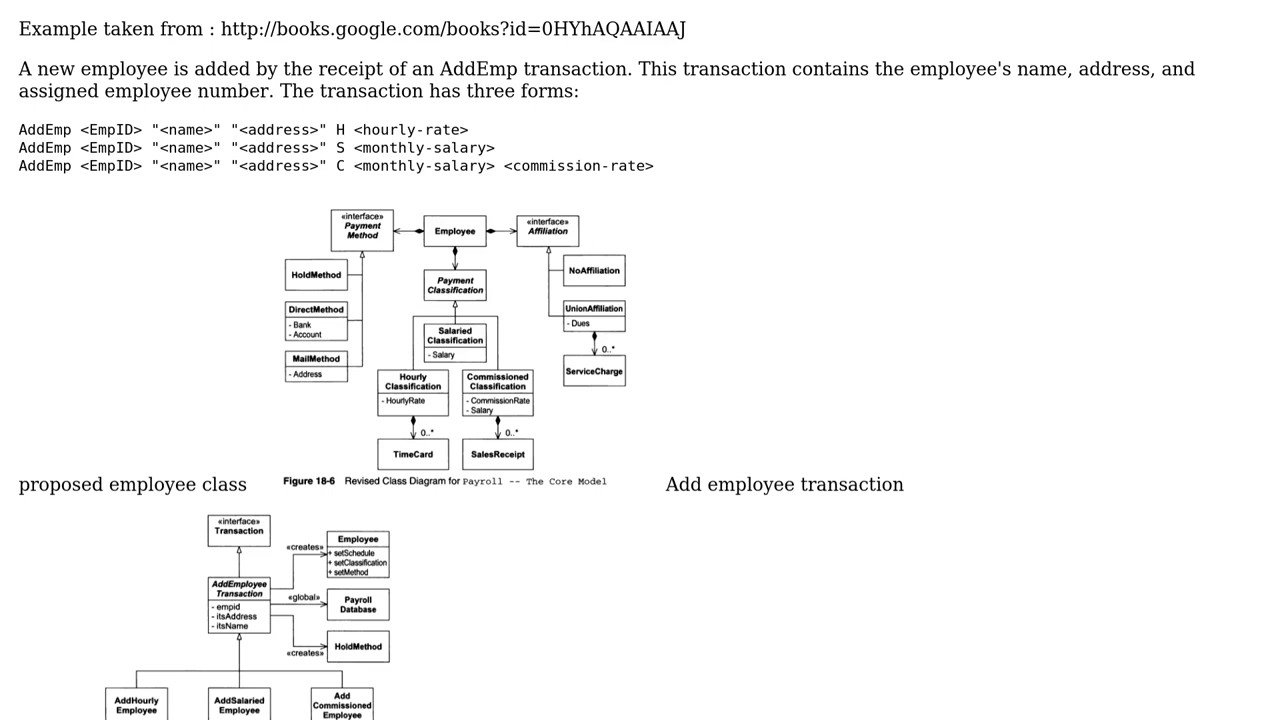 Example taken from : http://books.google.com/books?id=0HYhAQAAIAAJ
A new employee is added by the receipt of an AddEmp transaction. This transaction contains the employee's name, address, and
assigned employee number. The transaction has three forms:
AddEmp <EmpID> "<name>" "<address>" H <hourly-rate>
AddEmp <EmpID> "<name>" "<address>" S <monthly-salary>
AddEmp <EmpID> "<name>" "<address>" C <monthly-salary> <commission-rate>
«interface»
Payment
Method
Employee
«interface»
Affiliation
HoldMethod
Payment
Classification
NoAffiliation
DirectMethod
- Bank
- Account
Salaried
Classification
- Salary
UnionAffiliation
- Dues
0..*
MailMethod
- Address
Hourly
Classification
- HourlyRate
Commissioned
Classification
- CommissionRate
- Salary
ServiceCharge
0..*
0..*
TimeCard
SalesReceipt
proposed employee class
Figure 18-6 Revised Class Diagram for Payroll -- The Core Model
Add employee transaction
«interface»
Transaction
«creates»
Employee
+ setSchedule
+ setClassification
+ setMethod
AddEmployee
Transaction
- empid
- itsAddress
- itsName
«global»
Payroll
Database
«creates»
HoldMethod
AddHourly
Employee
AddSalaried
Employee
Add
Commissioned
Employee